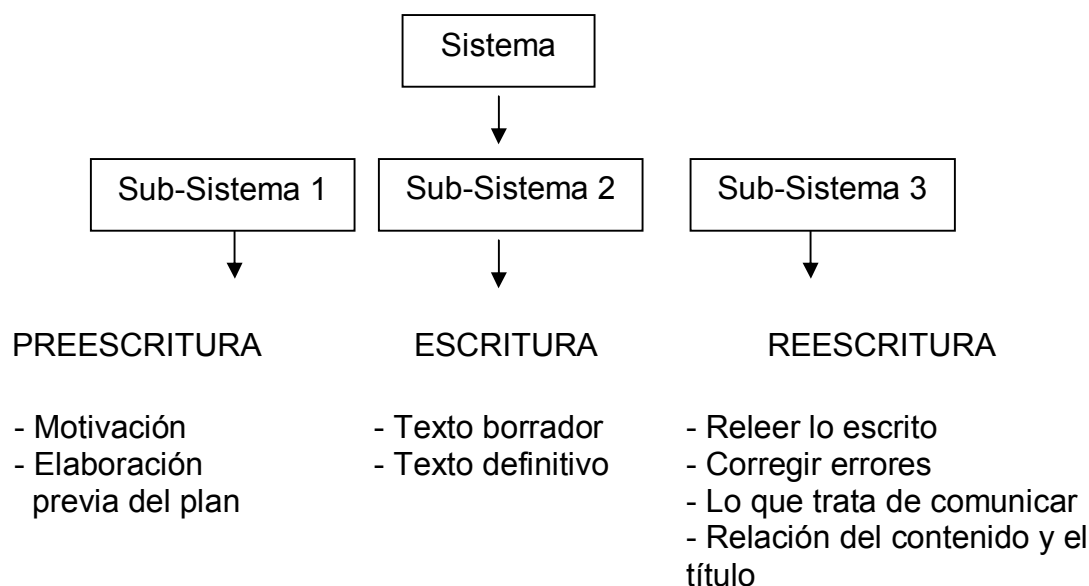 Sistema
Sub-Sistema 1
Sub-Sistema 2
Sub-Sistema 3
PREESCRITURA
ESCRITURA
REESCRITURA
- Motivación
- Elaboración
previa del plan
- Texto borrador
- Texto definitivo
- Releer lo escrito
- Corregir errores
- Lo que trata de comunicar
- Relación del contenido y el
título